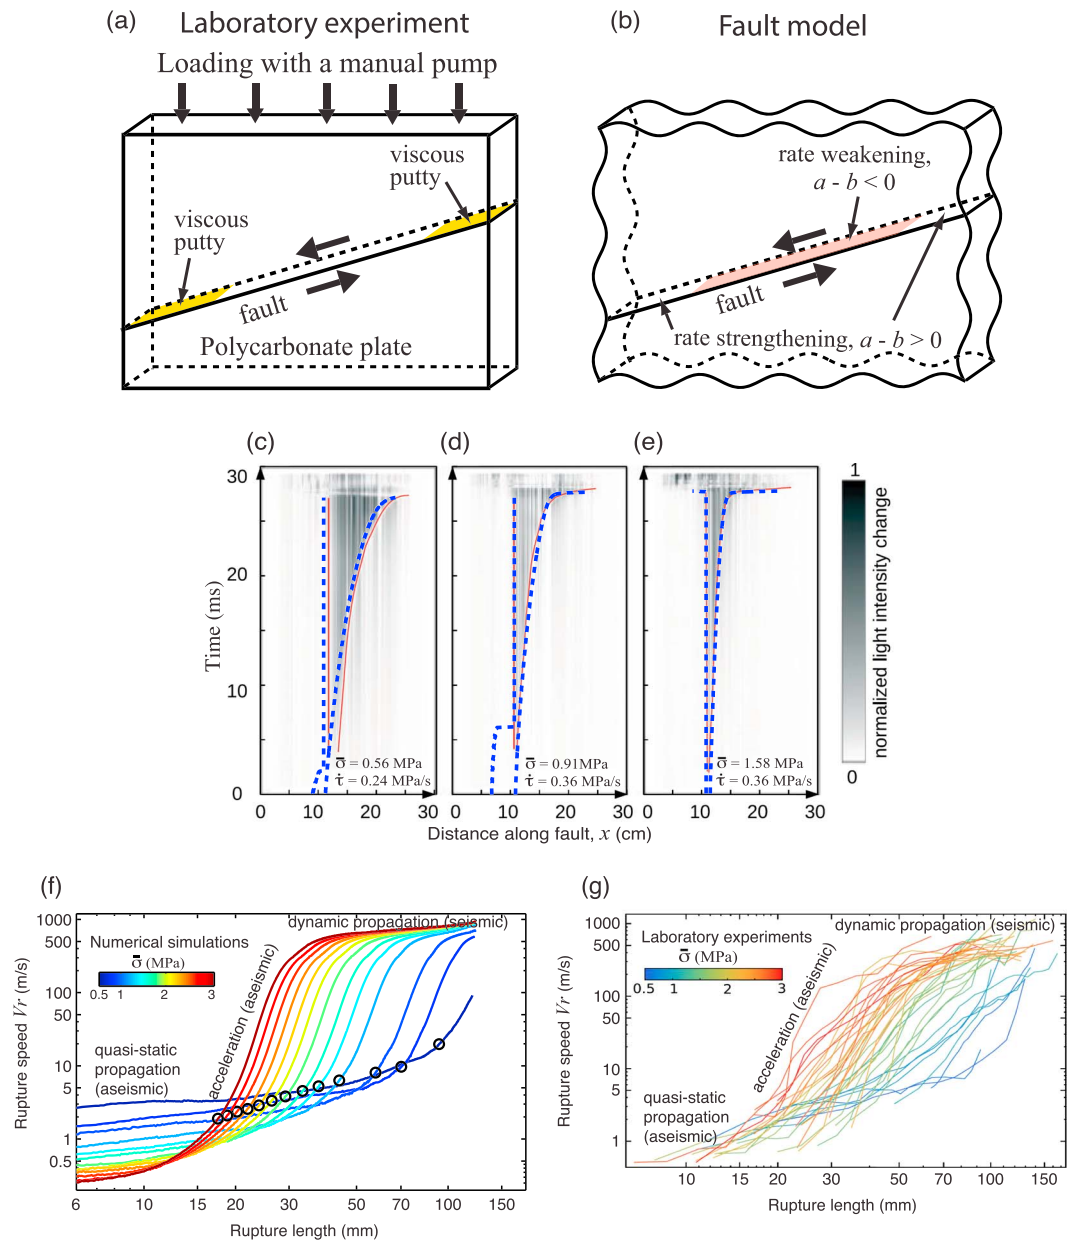 (a) Laboratory experiment
Loading with a manual pump
viscous
putty
viscous
putty
fault
Polycarbonate plate
(b) Fault model
rate weakening,
a - b < 0
fault
rate strengthening, a - b > 0
(c) (d) (e)
Time (ms)
30
20
10
0
σ̄ = 0.56 MPa
τ̇ = 0.24 MPa/s
σ̄ = 0.91MPa
τ̇ = 0.36 MPa/s
σ̄ = 1.58 MPa
τ̇ = 0.36 MPa/s
0 10 20 30
0 10 20 30
0 10 20 30
Distance along fault, x (cm)
1
normalized light intensity change
0
(f)
dynamic propagation (seismic)
Numerical simulations
σ̄ (MPa)
0.5 1 2 3
acceleration (aseismic)
quasi-static
propagation
(aseismic)
Rupture speed Vr (m/s)
1000
500
100
50
10
5
1
0.5
6 10 20 30 50 70 100 150
Rupture length (mm)
(g)
dynamic propagation (seismic)
Laboratory experiments
σ̄ (MPa)
0.5 1 2 3
acceleration (aseismic)
quasi-static
propagation
(aseismic)
Rupture speed Vr (m/s)
1000
500
100
50
10
5
1
10 15 20 30 50 70 100 150
Rupture length (mm)